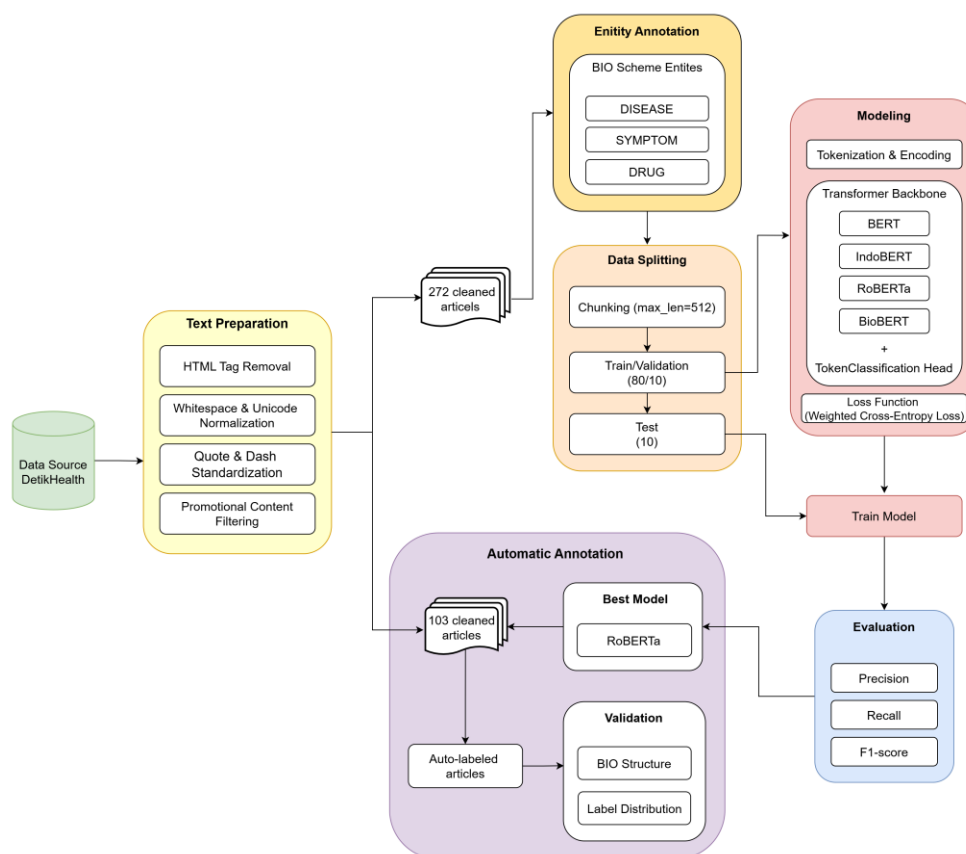 Data Source
DetikHealth
Text Preparation
HTML Tag Removal
Whitespace & Unicode
Normalization
Quote & Dash
Standardization
Promotional Content
Filtering
272 cleaned
articels
Enitity Annotation
BIO Scheme Entites
DISEASE
SYMPTOM
DRUG
Data Splitting
Chunking (max_len=512)
Train/Validation
(80/10)
Test
(10)
Modeling
Tokenization & Encoding
Transformer Backbone
BERT
IndoBERT
RoBERTa
BioBERT
+
TokenClassification Head
Loss Function
(Weighted Cross-Entropy Loss)
Train Model
Evaluation
Precision
Recall
F1-score
Automatic Annotation
103 cleaned
articles
Best Model
RoBERTa
Auto-labeled
articles
Validation
BIO Structure
Label Distribution